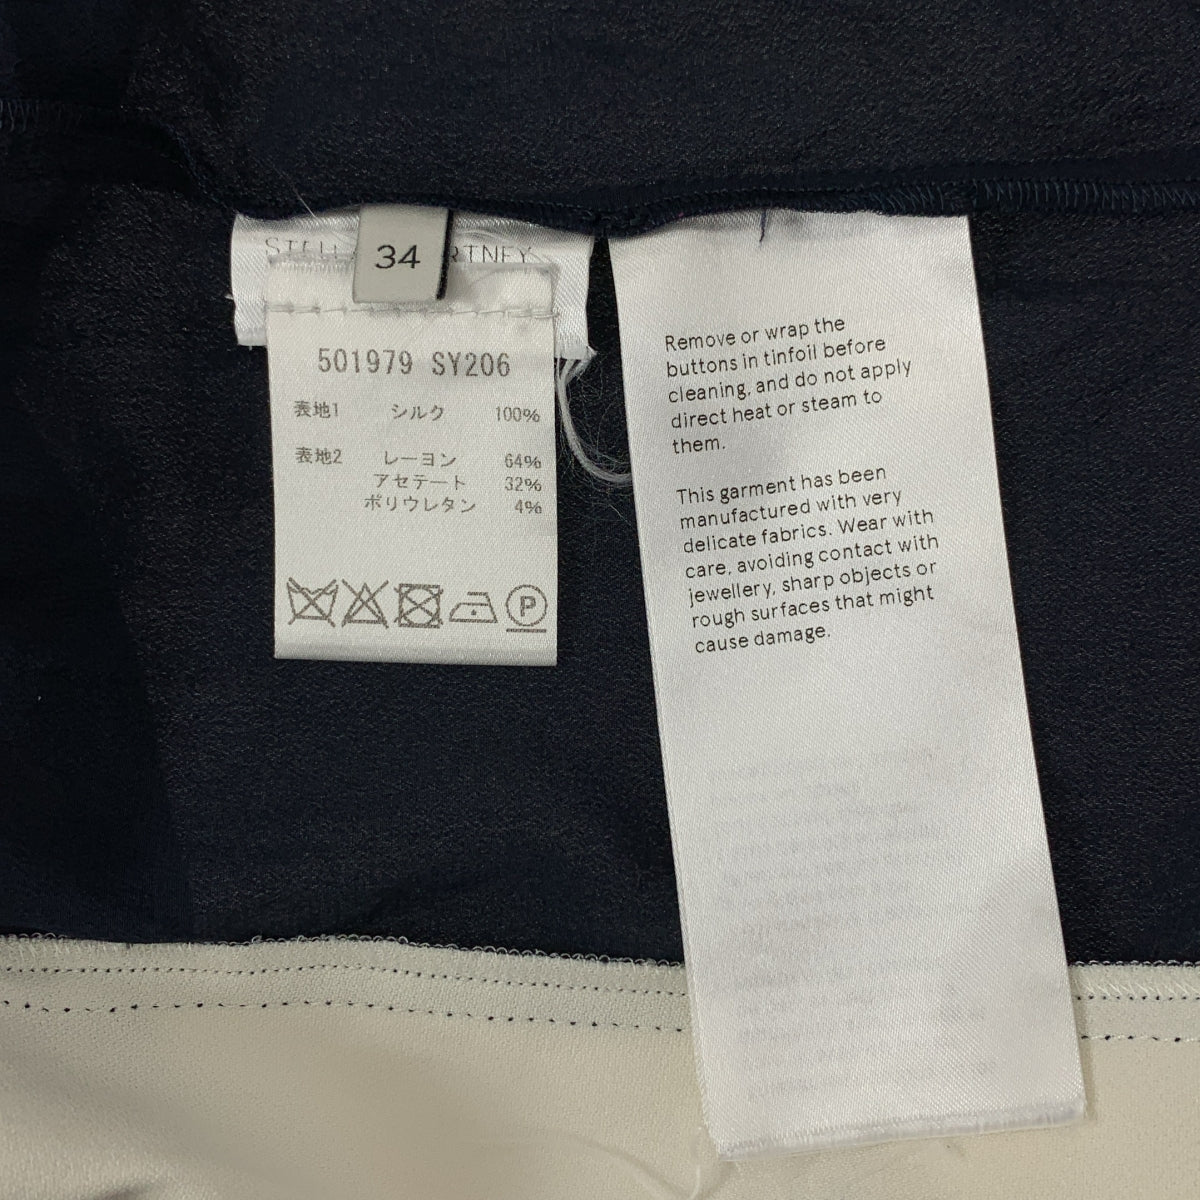 34
501979 SY206
表地1 シルク 100%
表地2 レーヨン 64%
アセテート 32%
ポリウレタン 4%
P
Remove or wrap the
buttons in tinfoil before
cleaning, and do not apply
direct heat or steam to
them.
This garment has been
manufactured with very
delicate fabrics. Wear with
care, avoiding contact with
jewellery, sharp objects or
rough surfaces that might
cause damage.